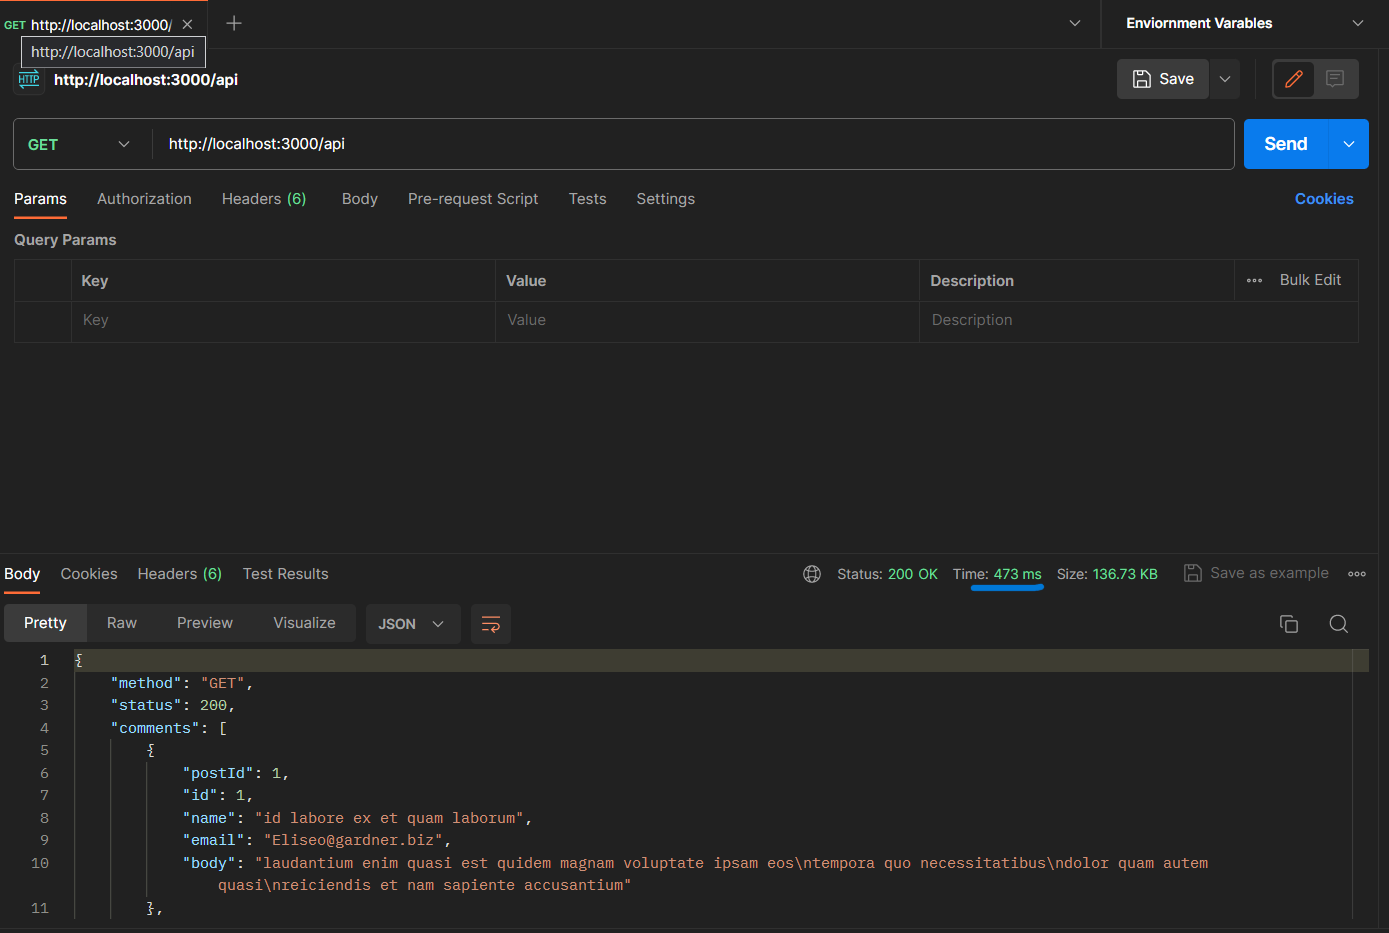 GET http://localhost:3000/
Enviornment Varables
http://localhost:3000/api
HTTP http://localhost:3000/api
Save
GET http://localhost:3000/api Send
Params Authorization Headers (6) Body Pre-request Script Tests Settings Cookies
Query Params
Key Value Description Bulk Edit
Key Value Description
Body Cookies Headers (6) Test Results Status: 200 OK Time: 473 ms Size: 136.73 KB Save as example
Pretty Raw Preview Visualize JSON
1 {
2 "method": "GET",
3 "status": 200,
4 "comments": [
5 {
6 "postId": 1,
7 "id": 1,
8 "name": "id labore ex et quam laborum",
9 "email": "Eliseo@gardner.biz",
10 "body": "laudantium enim quasi est quidem magnam voluptate ipsam eos\ntempora quo necessitatibus\ndolor quam autem
quasi\nreiciendis et nam sapiente accusantium"
11 },